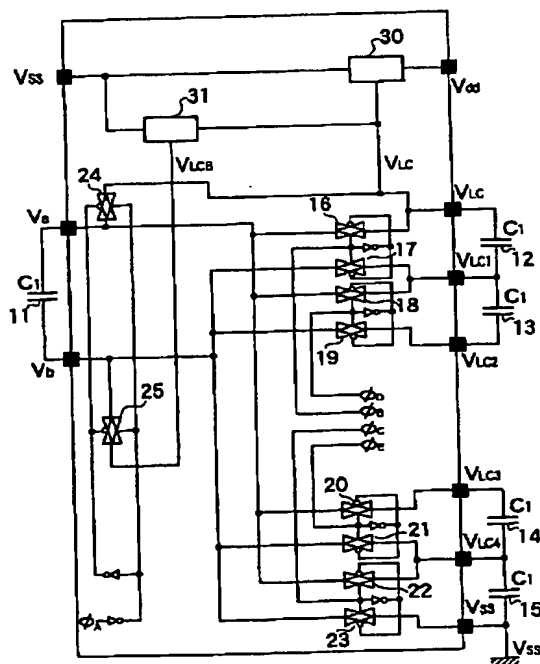 30
VSS
Vdd
31
VLCB
VLC
24
Va
16
VLC
17
C1
12
C1
11
VLC1
18
C1
13
19
Vb
VLC2
25
φD
φB
φC
φE
20
VLC3
21
C1
14
VLC4
22
C1
15
φA
23
VSS
VSS